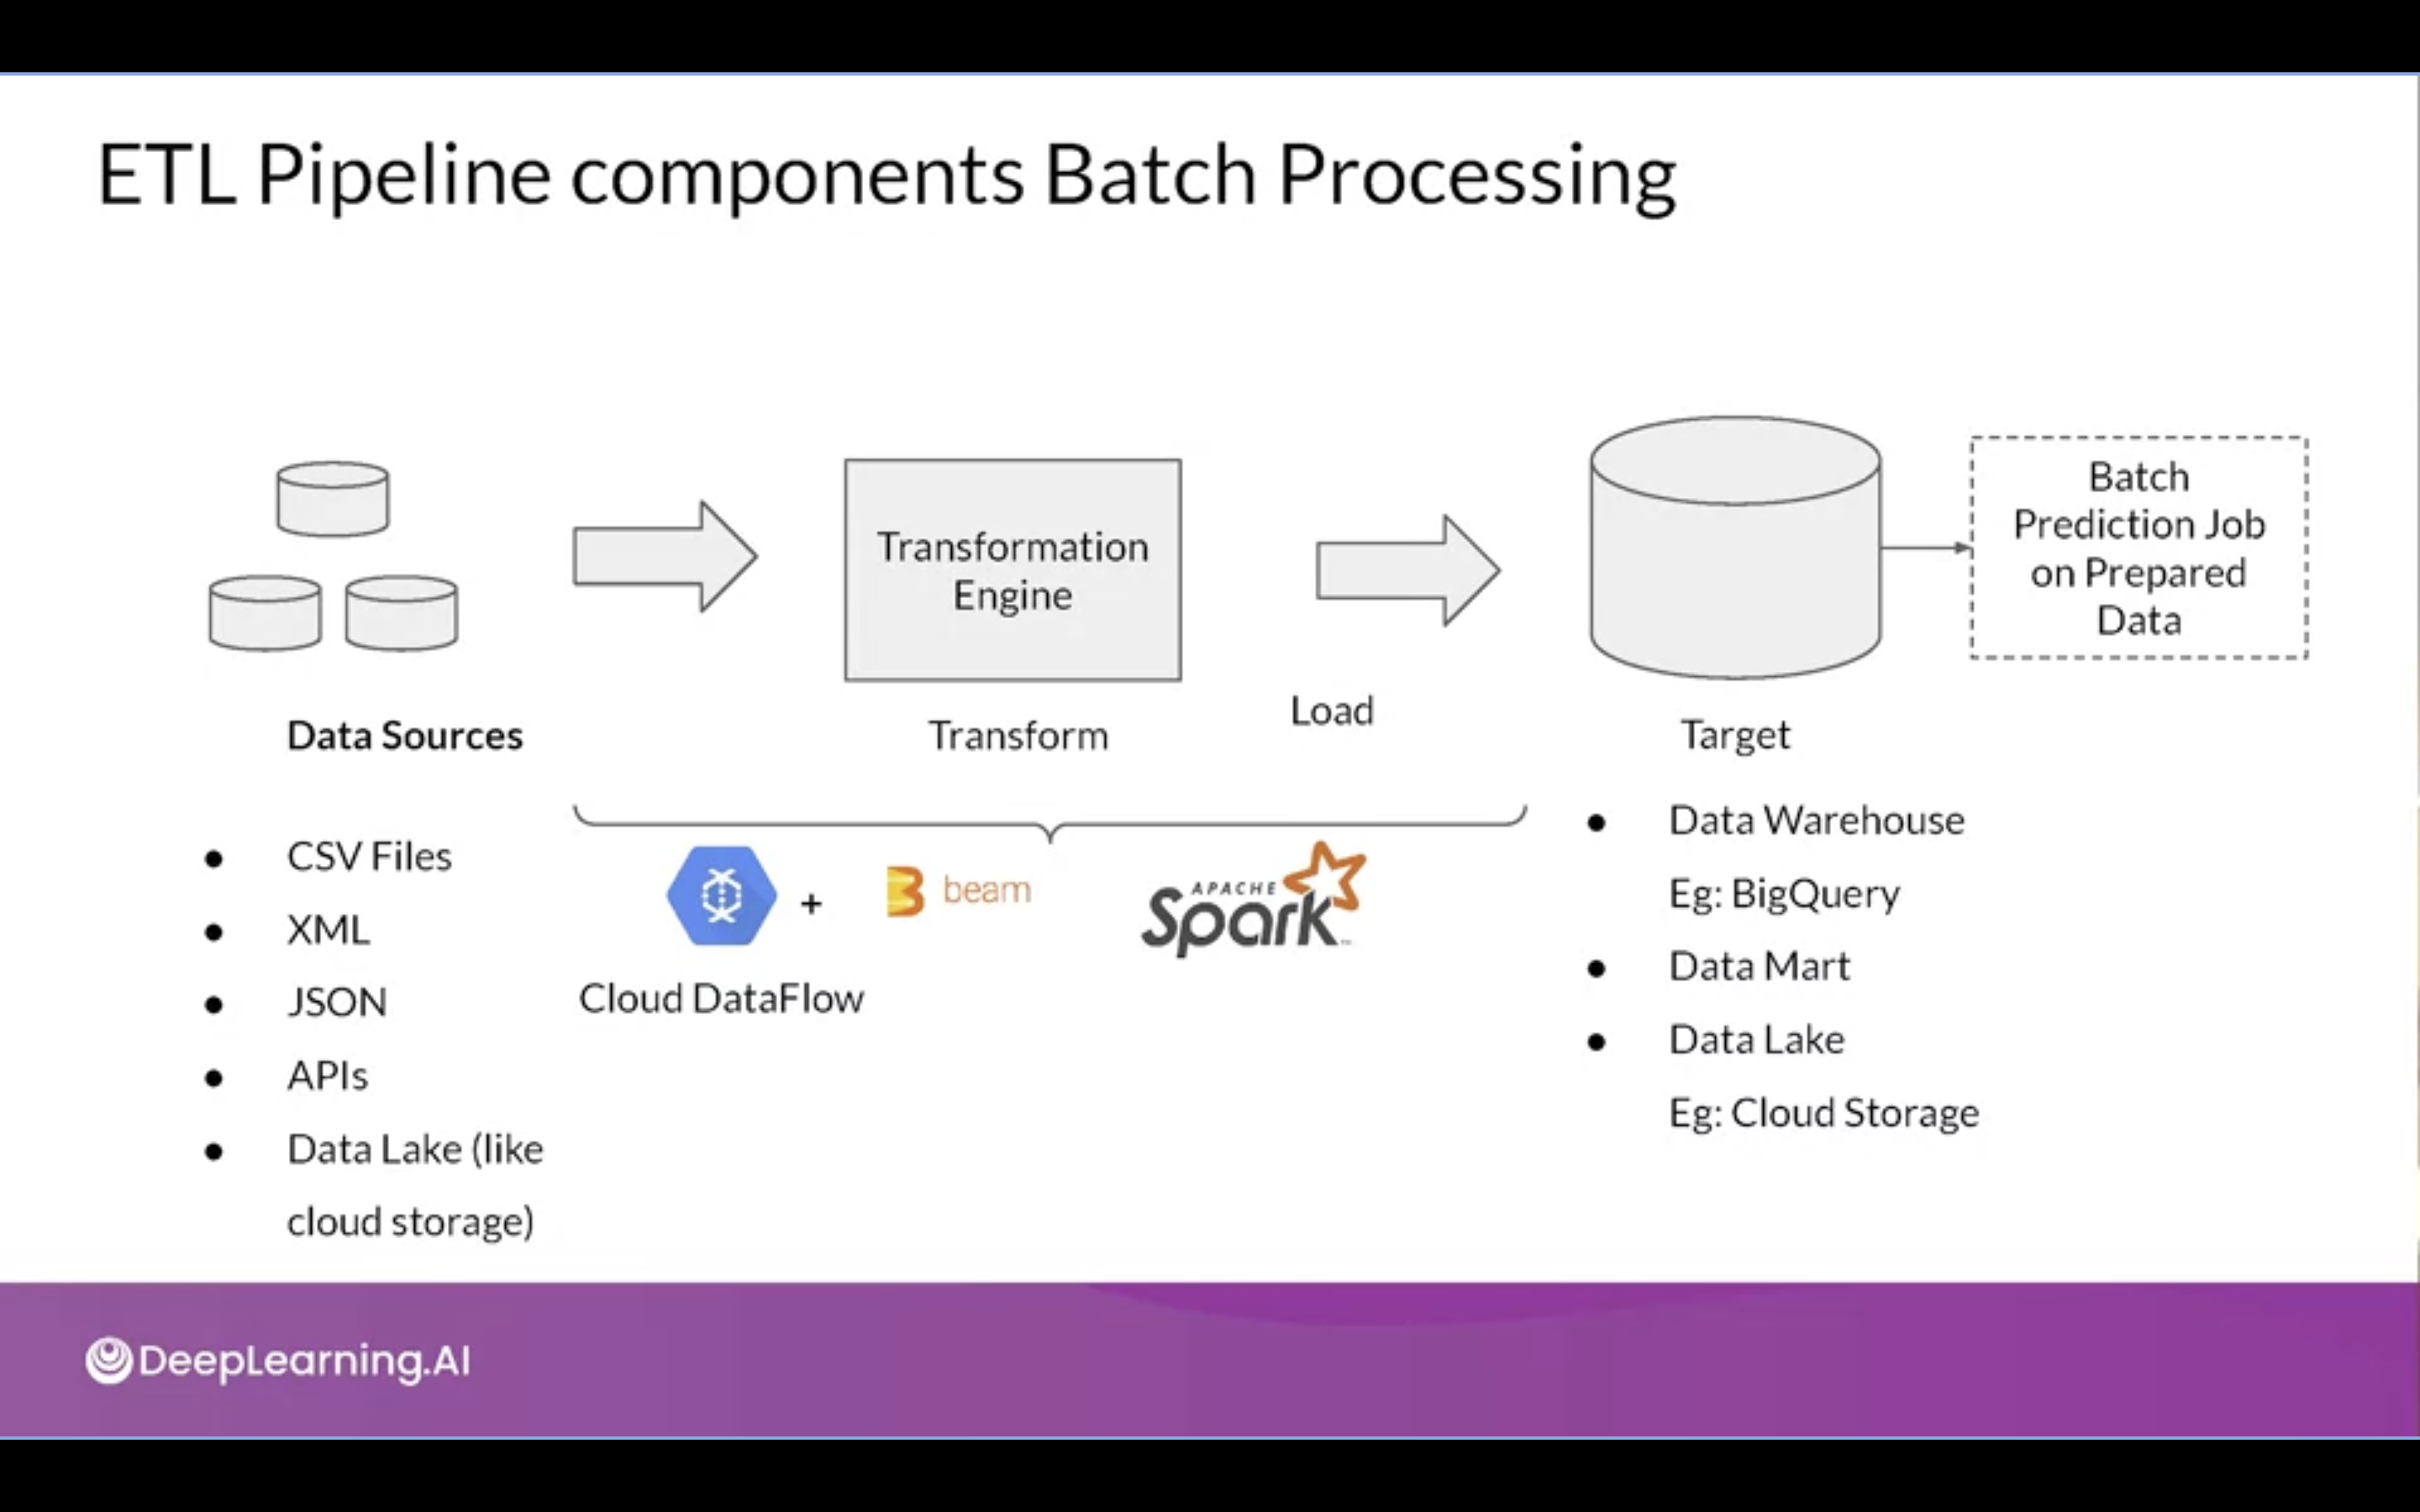 ETL Pipeline components Batch Processing
Transformation
Engine
Batch
Prediction Job
on Prepared
Data
Data Sources
Transform
Load
Target
CSV Files
XML
JSON
APIs
Data Lake (like
cloud storage)
+
beam
APACHE
Spark™
Cloud DataFlow
Data Warehouse
Eg: BigQuery
Data Mart
Data Lake
Eg: Cloud Storage
DeepLearning.AI